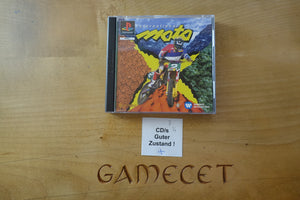 moto
CD/s
Guter
Zustand !
GAMECET